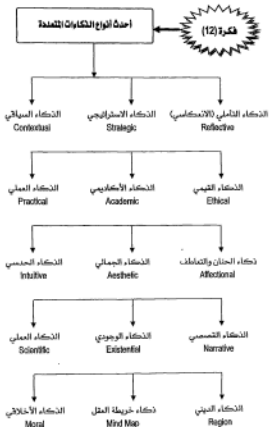 فكرة (12)
أحدث أنواع الذكاءات المتعددة
الذكاء التأملي (الانعكاسي) الذكاء الاستراتيجي الذكاء السياقي
Reflective Strategic Contextual
الذكاء القيمي الذكاء الأكاديمي الذكاء العملي
Ethical Academic Practical
ذكاء الحنان والتعاطف الذكاء الجمالي الذكاء الحدسي
Affectional Aesthetic Intuitive
الذكاء القصصي الذكاء الوجودي الذكاء العملي
Narrative Existential Scientific
الذكاء الديني ذكاء خريطة العقل الذكاء الأخلاقي
Region Mind Map Moral